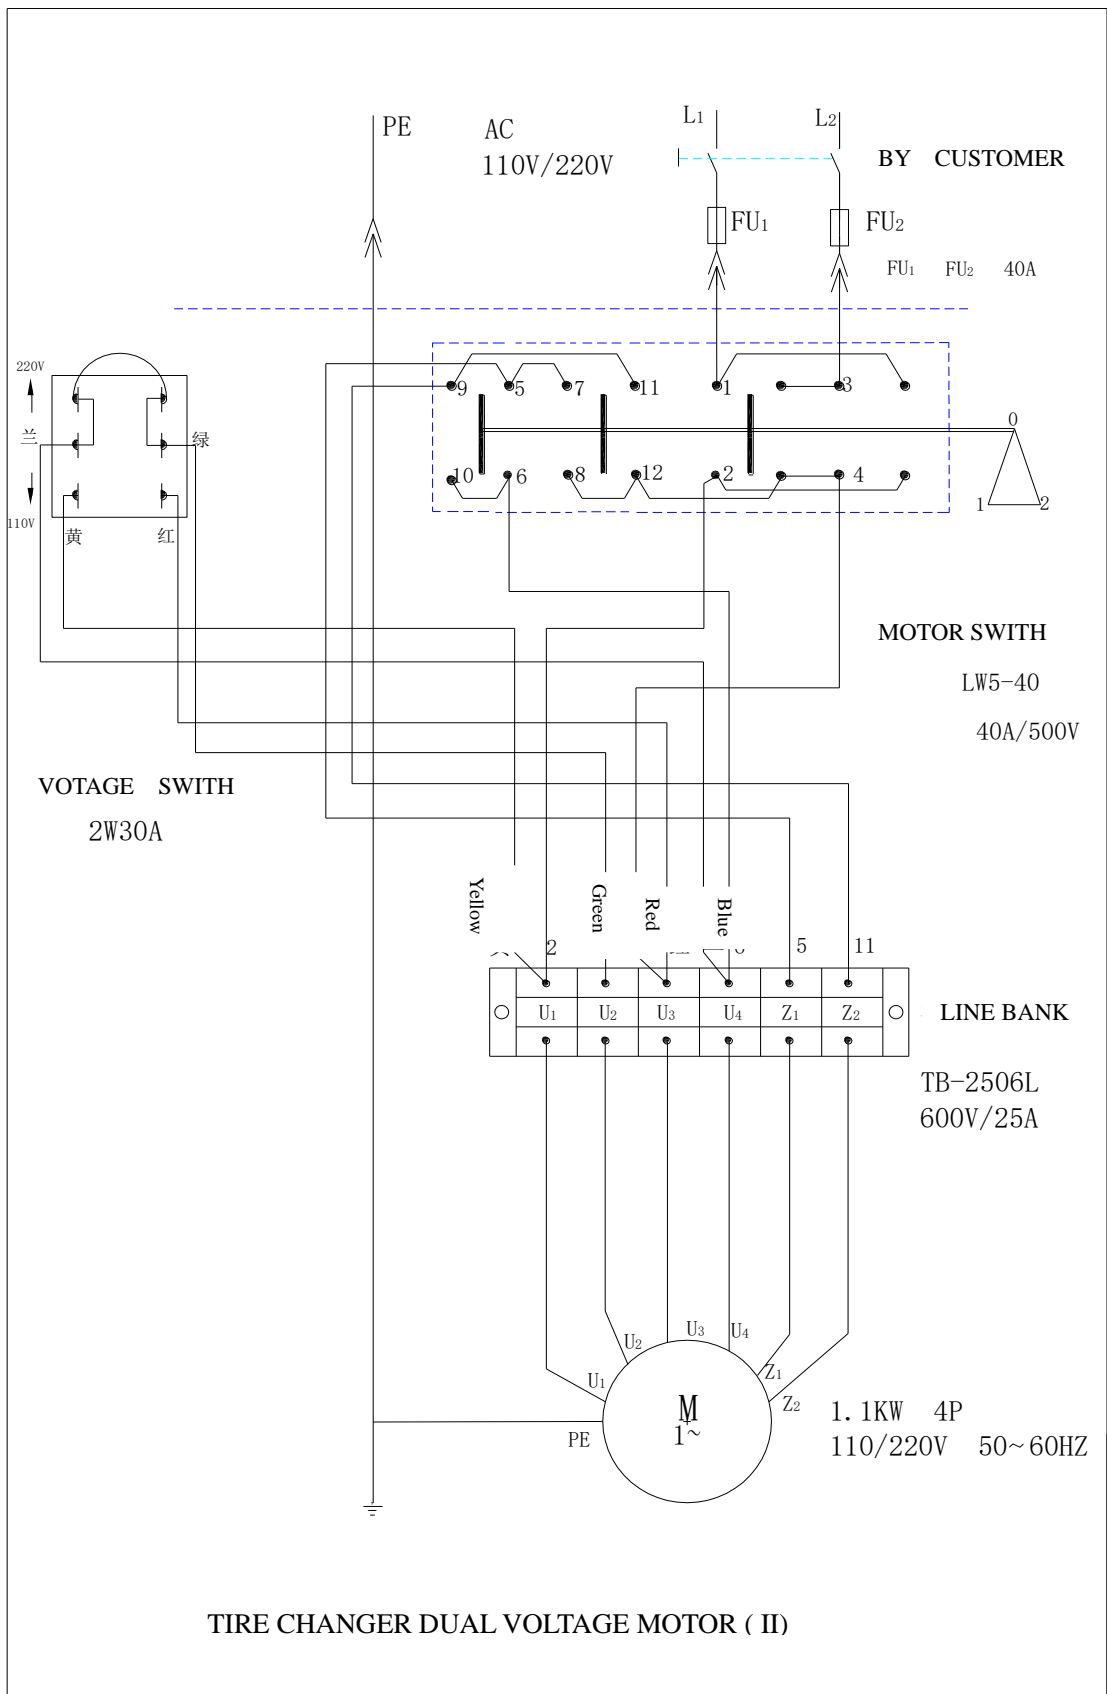 PE
AC
110V/220V
L1
L2
BY CUSTOMER
FU1
FU2
FU1 FU2 40A
220V
兰
绿
110V
黄
红
9
5
7
11
1
3
10
6
8
12
2
4
0
1
2
MOTOR SWITH
LW5-40
40A/500V
VOTAGE SWITH
2W30A
Yellow
Green
Red
Blue
2
5
11
U1
U2
U3
U4
Z1
Z2
LINE BANK
TB-2506L
600V/25A
U1
U2
U3
U4
Z1
Z2
M
1~
PE
1.1KW 4P
110/220V 50~60HZ
TIRE CHANGER DUAL VOLTAGE MOTOR ( II)